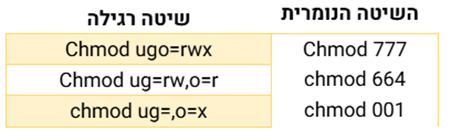 שיטה רגילה השיטה הנומרית
Chmod ugo=rwx Chmod 777
Chmod ug=rw,o=r chmod 664
chmod ug=,o=x chmod 001